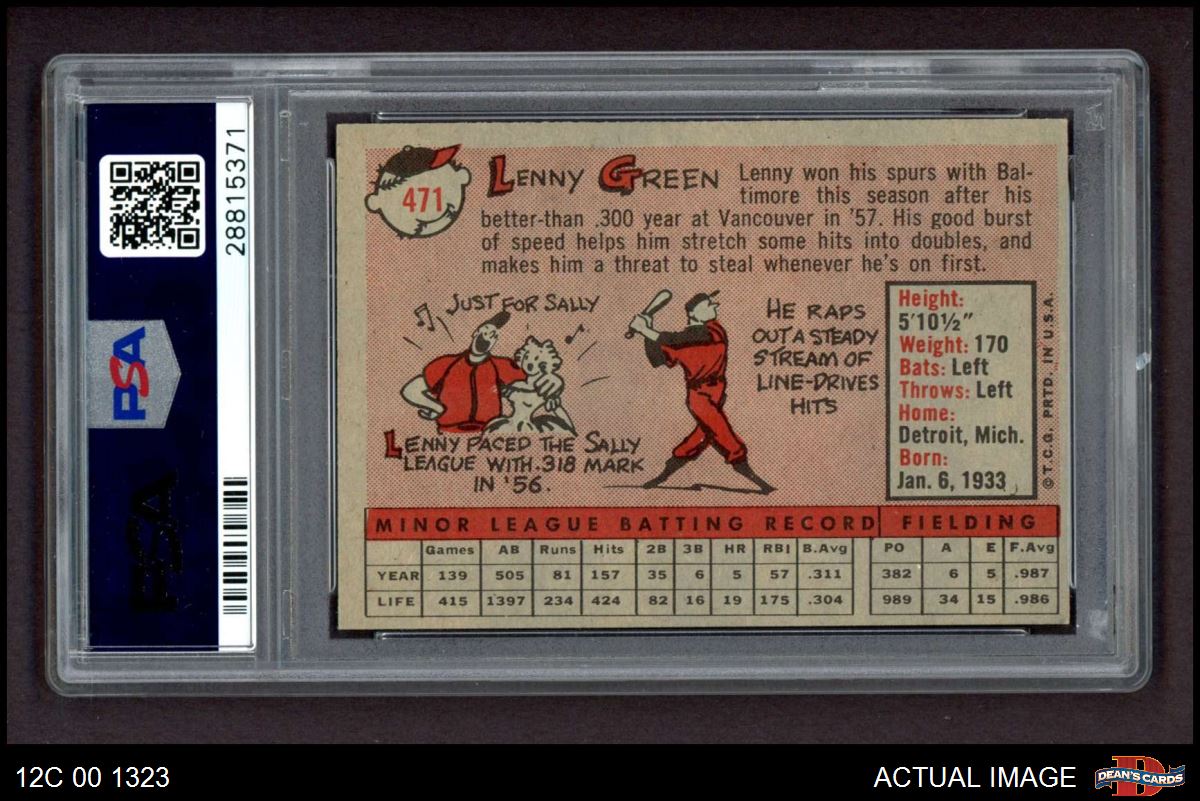 28815371
PSA
PSA
471
LENNY GREEN
Lenny won his spurs with Bal-
timore this season after his
better-than .300 year at Vancouver in '57. His good burst
of speed helps him stretch some hits into doubles, and
makes him a threat to steal whenever he's on first.
JUST FOR SALLY
LENNY PACED THE SALLY
LEAGUE WITH .318 MARK
IN '56.
HE RAPS
OUT A STEADY
STREAM OF
LINE-DRIVES
HITS
Height:
5'10½"
Weight: 170
Bats: Left
Throws: Left
Home:
Detroit, Mich.
Born:
Jan. 6, 1933
©T.C.G. PRTD. IN U.S.A.
MINOR LEAGUE BATTING RECORD FIELDING
Games AB Runs Hits 2B 3B HR RBI B.Avg PO A E F.Avg
YEAR 139 505 81 157 35 6 5 57 .311 382 6 5 .987
LIFE 415 1397 234 424 82 16 19 175 .304 989 34 15 .986
12C 00 1323
ACTUAL IMAGE
DEAN'S CARDS